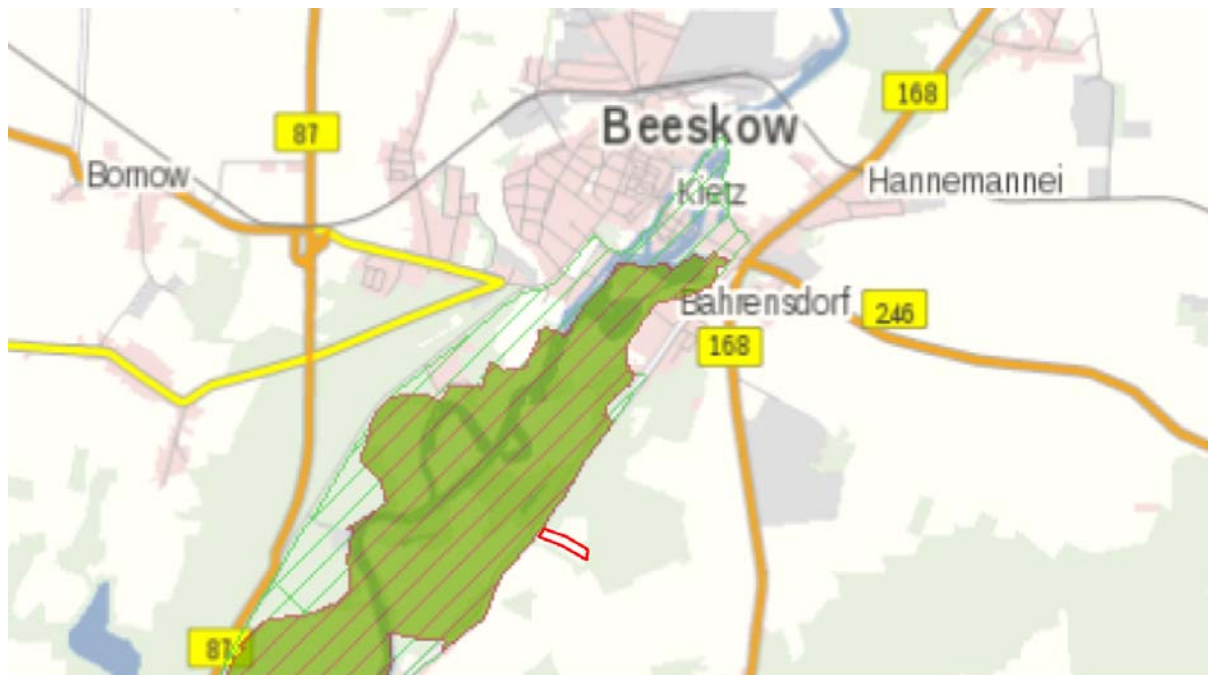 168
87
Beeskow
Bornow
Kietz
Hannemannei
Bahrensdorf
246
168
87